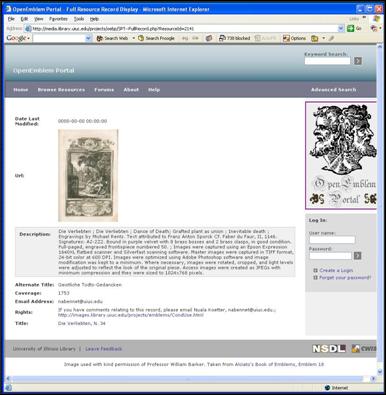 OpenEmblem Portal - Full Resource Record Display - Microsoft Internet Explorer
File Edit View Favorites Tools Help
Address http://media.library.uiuc.edu/projects/oebp/SPT--FullRecord.php?ResourceId=2141
Google Search Web Search Froogle 738 blocked AutoFill Options
Keyword Search:
OpenEmblem Portal
Home Browse Resources Forums About Help Advanced Search
Date Last Modified: 0000-00-00 00:00:00
Url:
Open Emblem
Portal
Log In:
User name:
Password:
Create a Login
Forgot your password?
Description: Die Verliebten ; Die Verliebten ; Dance of Death; Grafted plant as union ; Inevitable death ;
Engravings by Michael Rentz. Text attributed to Franz Anton Sporck Cf. Faber du Faur, II, 1146.
Signatures: A2-2Z2. Bound in purple velvet with 8 brass bosses and 2 brass clasps, in good condition.
Full-paged, engraved frontispiece numbered 50. ; Images were captured using an Epson Expression
1640XL flatbed scanner and Silverfast scanning software. Master images were captured in TIFF format,
24-bit color at 600 DPI. Images were optimized using Adobe Photoshop software and image
modification was kept to a minimum. Where necessary, images were rotated, cropped, and light levels
were adjusted to reflect the look of the original piece. Access images were created as JPEGs with
minimum compression and they were sized to 1024x768 pixels.
Alternate Title: Geistliche Todts-Gedancken
Coverage: 1753
Email Address: nabennet@uiuc.edu
Rights: If you have comments relating to this record, please email Nuala Koetter, nabennet@uiuc.edu.;
http://images.library.uiuc.edu/projects/emblems/CondUse.html
Title: Die Verliebten, N. 34
University of Illinois Library | Leave Feedback NSDL CWIS
Image used with kind permission of Professor William Barker. Taken from Alciato's Book of Emblems, Emblem 18
Internet